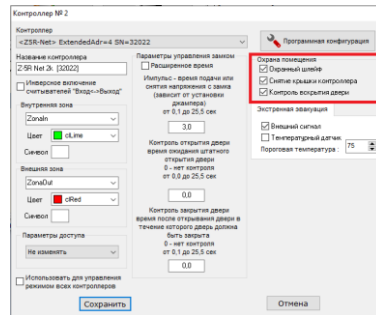 Контроллер № 2
Контроллер
<Z5R-Net> ExtendedAdr=4 SN=32022
Программная конфигурация
Название контроллера
Z-5R Net 2k [32022]
Инверсное включение
считывателей "Вход<->Выход"
Внутренняя зона
ZonaIn
Цвет
clLime
Символ
Внешняя зона
ZonaOut
Цвет
clRed
Символ
Параметры доступа
Не изменять
Использовать для управления
режимом всех контроллеров
Параметры управления замком
Расширенное время
Импульс - время подачи или
снятия напряжения с замка
(зависит от установки
джампера)
от 0,1 до 25,5 сек
3,0
Контроль открытия двери
время ожидания штатного
открытия двери
0 - нет контроля
от 0,0 до 25,5 сек
0,0
Контроль закрытия двери
время после открывания двери в
течение которого дверь должна
быть закрыта
0 - нет контроля
от 0,1 до 25,5 сек
0,0
Охрана помещения
Охранный шлейф
Снятие крышки контроллера
Контроль вскрытия двери
Экстренная эвакуация
Внешний сигнал
Температурный датчик
Пороговая температура :
75
Сохранить
Отмена